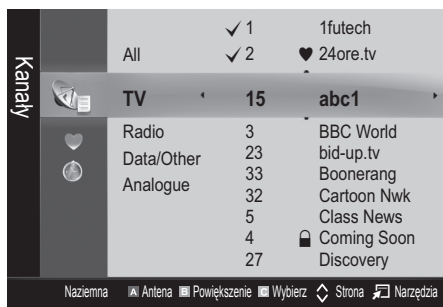 Kanały
1 1futech
All 2 24ore.tv
TV 15 abc1
Radio 3 BBC World
Data/Other 23 bid-up.tv
Analogue 33 Boonerang
32 Cartoon Nwk
5 Class News
4 Coming Soon
27 Discovery
Naziemna A Antena B Powiększenie C Wybierz Strona Narzędzia